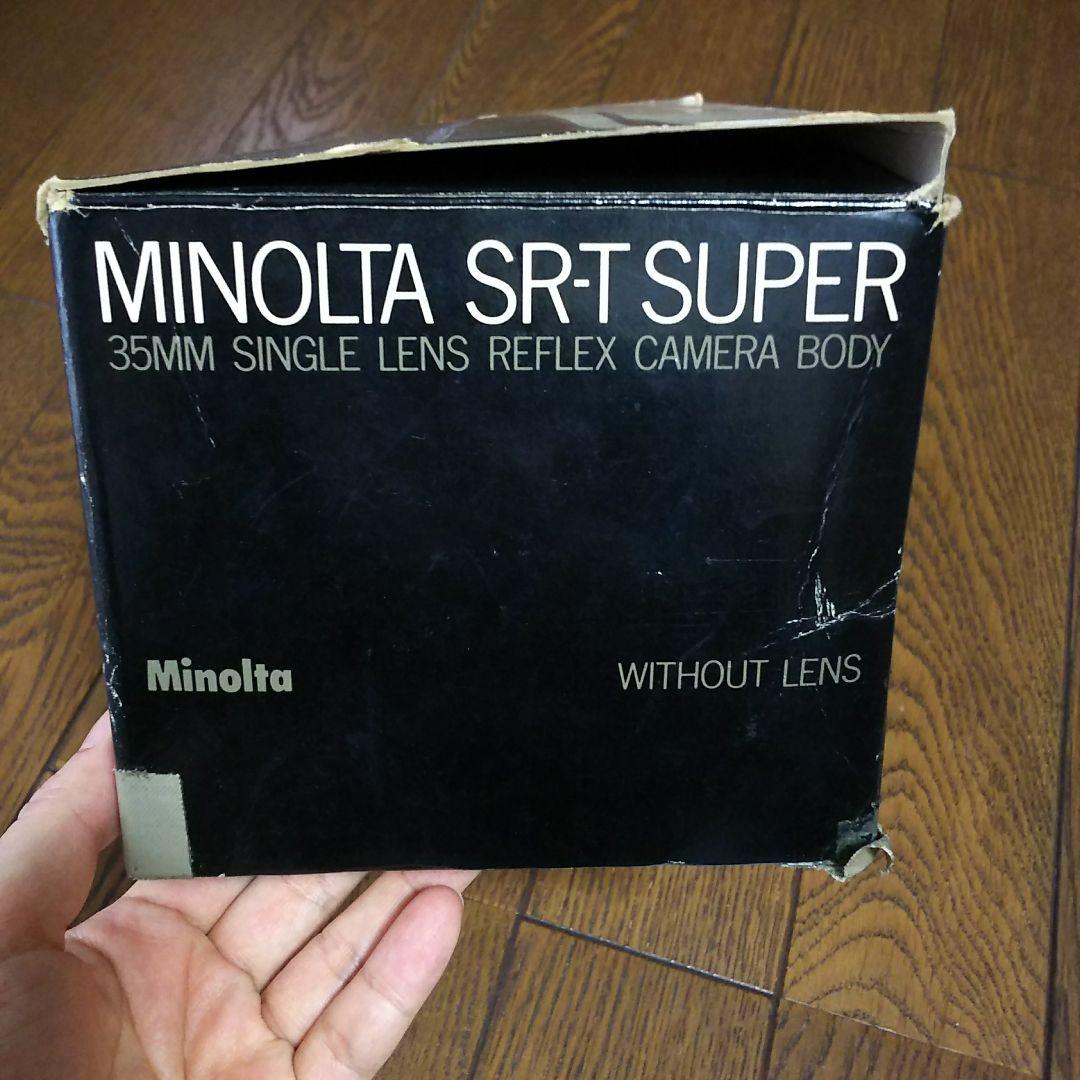 MINOLTA SR-T SUPER
35MM SINGLE LENS REFLEX CAMERA BODY
Minolta
WITHOUT LENS